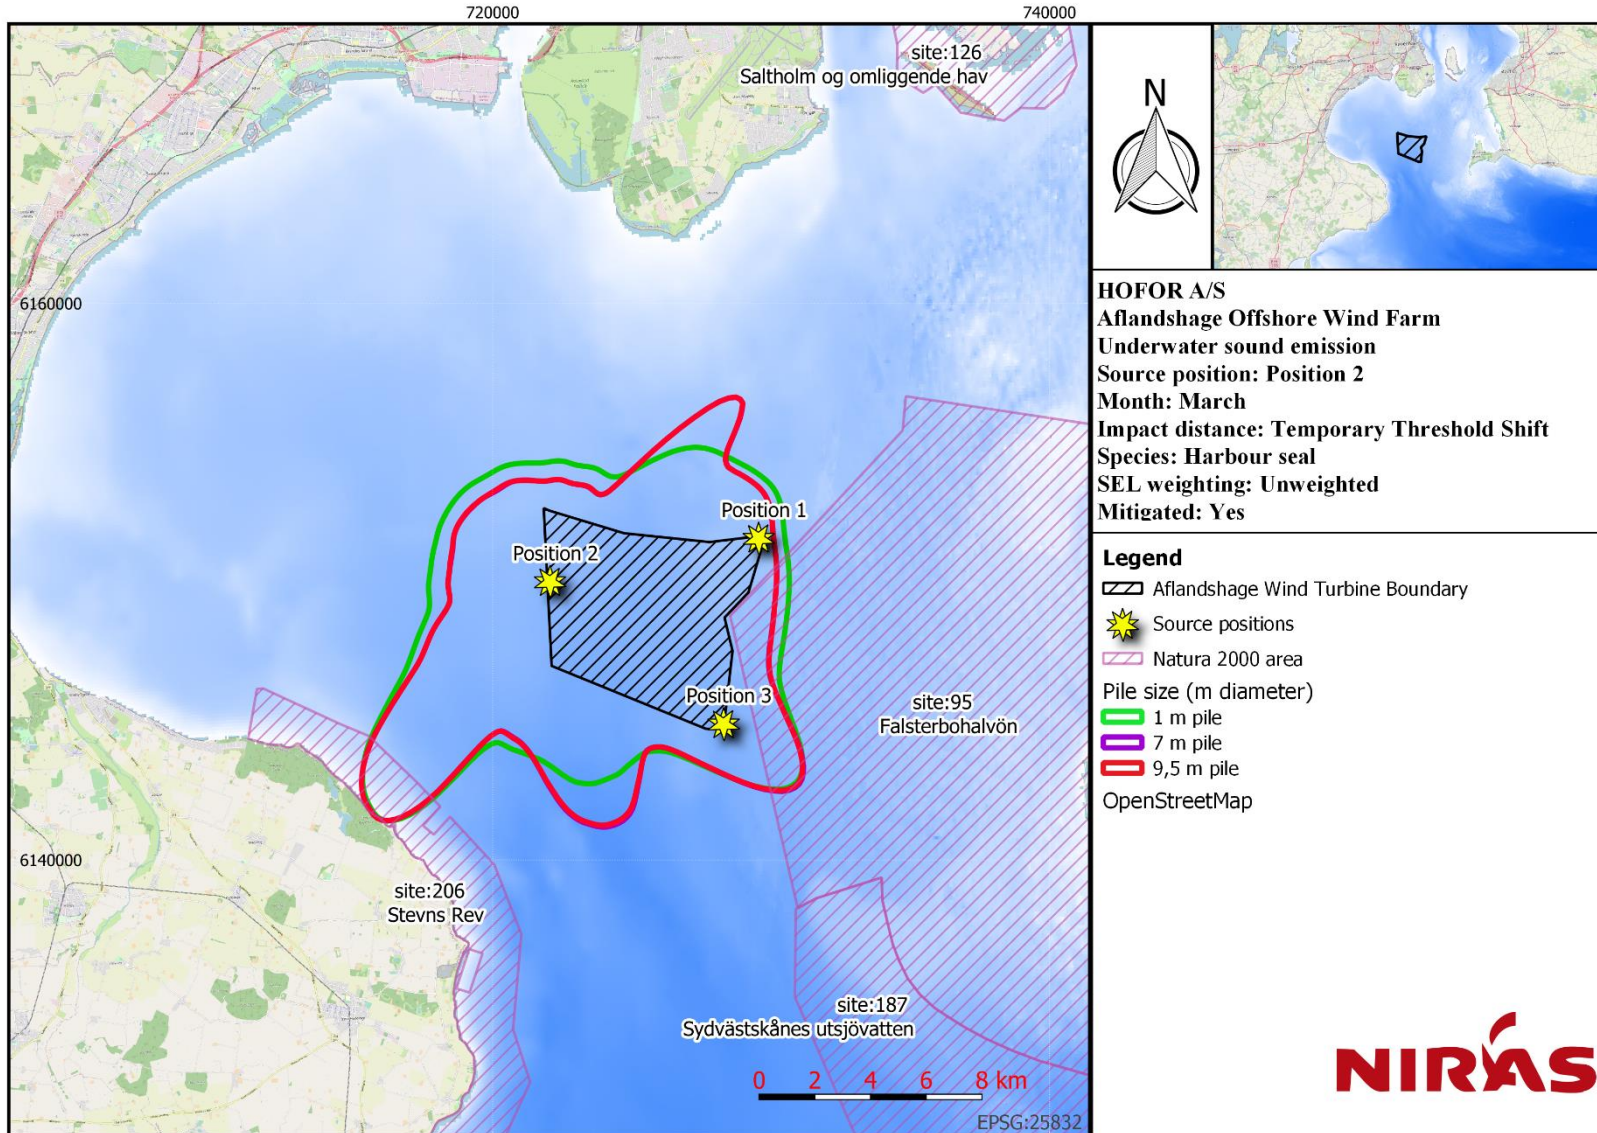 720000
740000
site:126
Saltholm og omliggende hav
6160000
Position 1
Position 2
Position 3
site:95
Falsterbohalvön
6140000
site:206
Stevns Rev
site:187
Sydvästskånes utsjövatten
0 2 4 6 8 km
EPSG:25832
N
HOFOR A/S
Aflandshage Offshore Wind Farm
Underwater sound emission
Source position: Position 2
Month: March
Impact distance: Temporary Threshold Shift
Species: Harbour seal
SEL weighting: Unweighted
Mitigated: Yes
Legend
Aflandshage Wind Turbine Boundary
Source positions
Natura 2000 area
Pile size (m diameter)
1 m pile
7 m pile
9,5 m pile
OpenStreetMap
NIRAS